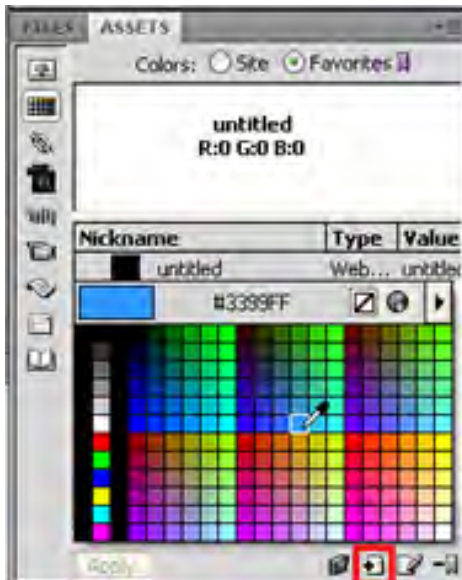 FILES ASSETS
Colors: Site Favorites
untitled
R:0 G:0 B:0
Nickname Type Value
untitled Web... untitled
#3399FF
Apply